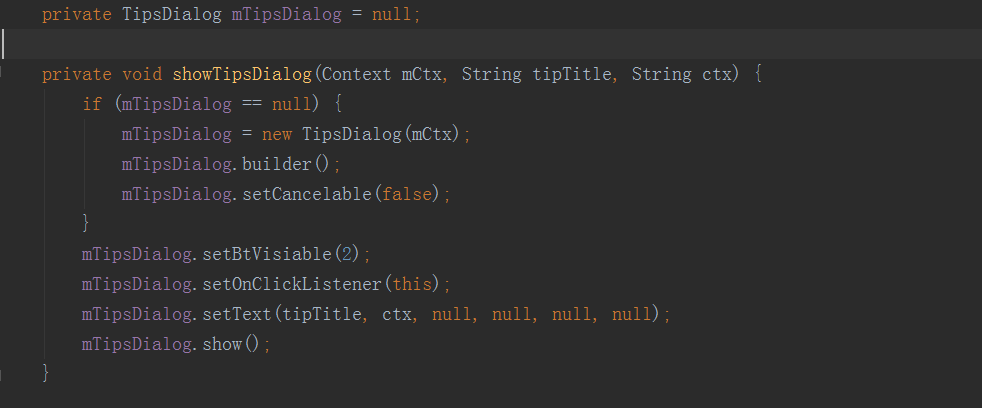 private TipsDialog mTipsDialog = null;
private void showTipsDialog(Context mCtx, String tipTitle, String ctx) {
if (mTipsDialog == null) {
mTipsDialog = new TipsDialog(mCtx);
mTipsDialog.builder();
mTipsDialog.setCancelable(false);
}
mTipsDialog.setBtVisiable(2);
mTipsDialog.setOnClickListener(this);
mTipsDialog.setText(tipTitle, ctx, null, null, null, null);
mTipsDialog.show();
}